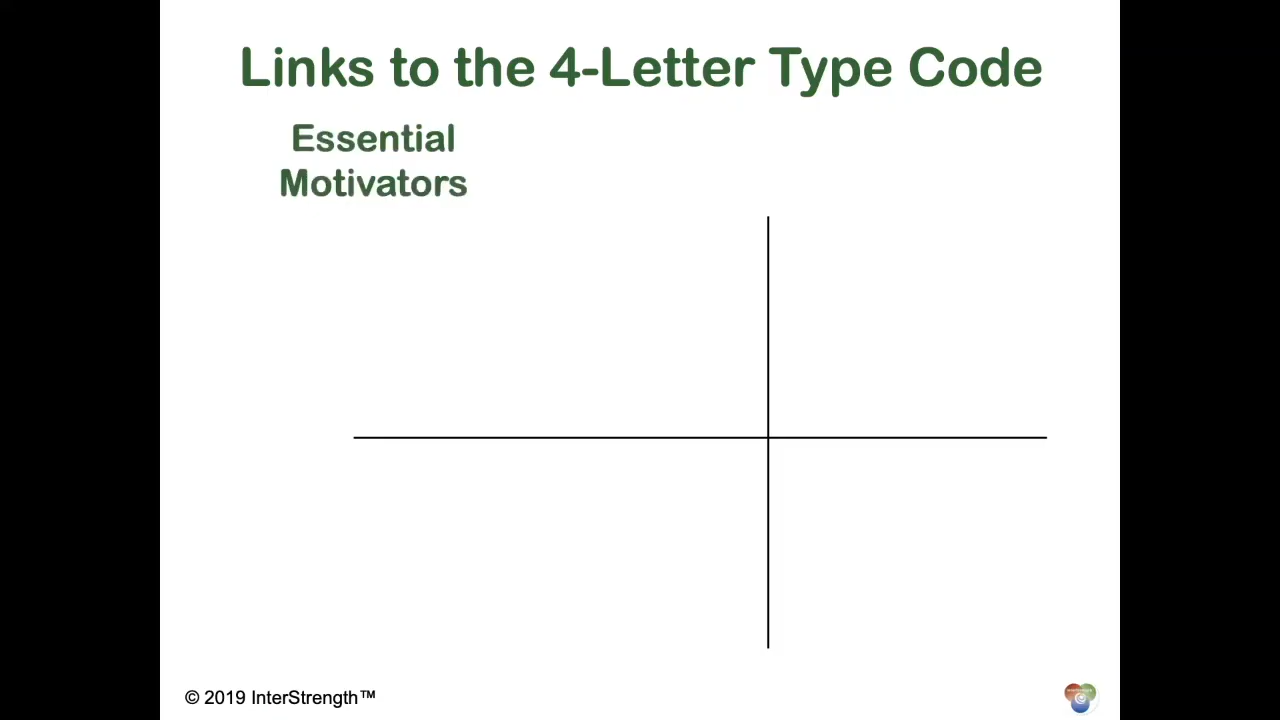 Links to the 4-Letter Type Code
Essential
Motivators
© 2019 InterStrength™